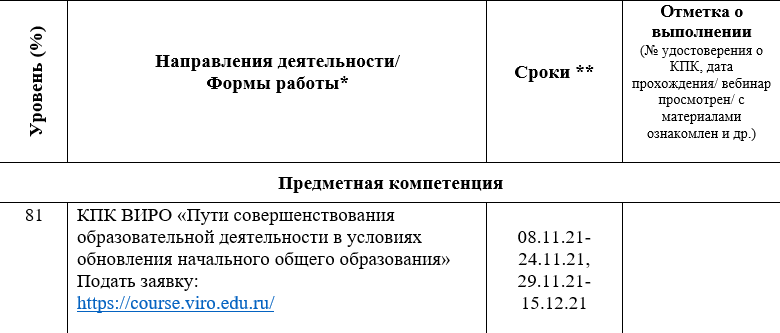 Уровень (%)
Направления деятельности/
Формы работы*
Сроки **
Отметка о
выполнении
(№ удостоверения о
КПК, дата
прохождения/ вебинар
просмотрен/ с
материалами
ознакомлен и др.)
Предметная компетенция
81
КПК ВИРО «Пути совершенствования
образовательной деятельности в условиях
обновления начального общего образования»
Подать заявку:
https://course.viro.edu.ru/
08.11.21-
24.11.21,
29.11.21-
15.12.21